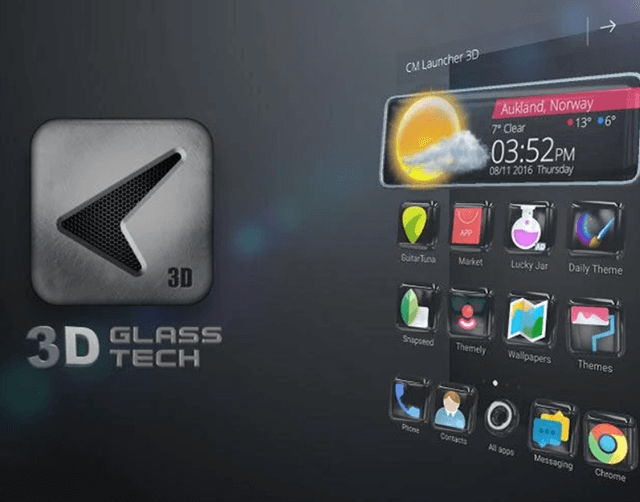 CM Launcher 3D
Aukland, Norway
7° Clear
13° 6°
03:52PM
08/11 2016 Thursday
3D
3D GLASS
TECH
GuitarTuna
APP
Market
AD
Lucky Jar
Daily Theme
Snapseed
Themely
Wallpapers
Themes
Phone
Contacts
All apps
Messaging
Chrome